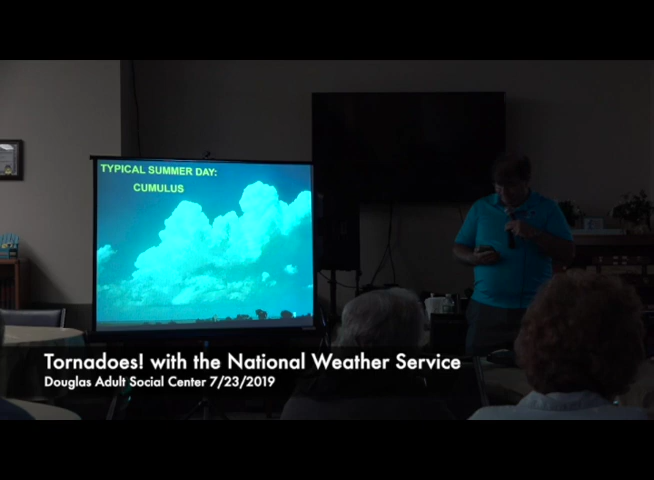 TYPICAL SUMMER DAY:
CUMULUS
Tornadoes! with the National Weather Service
Douglas Adult Social Center 7/23/2019